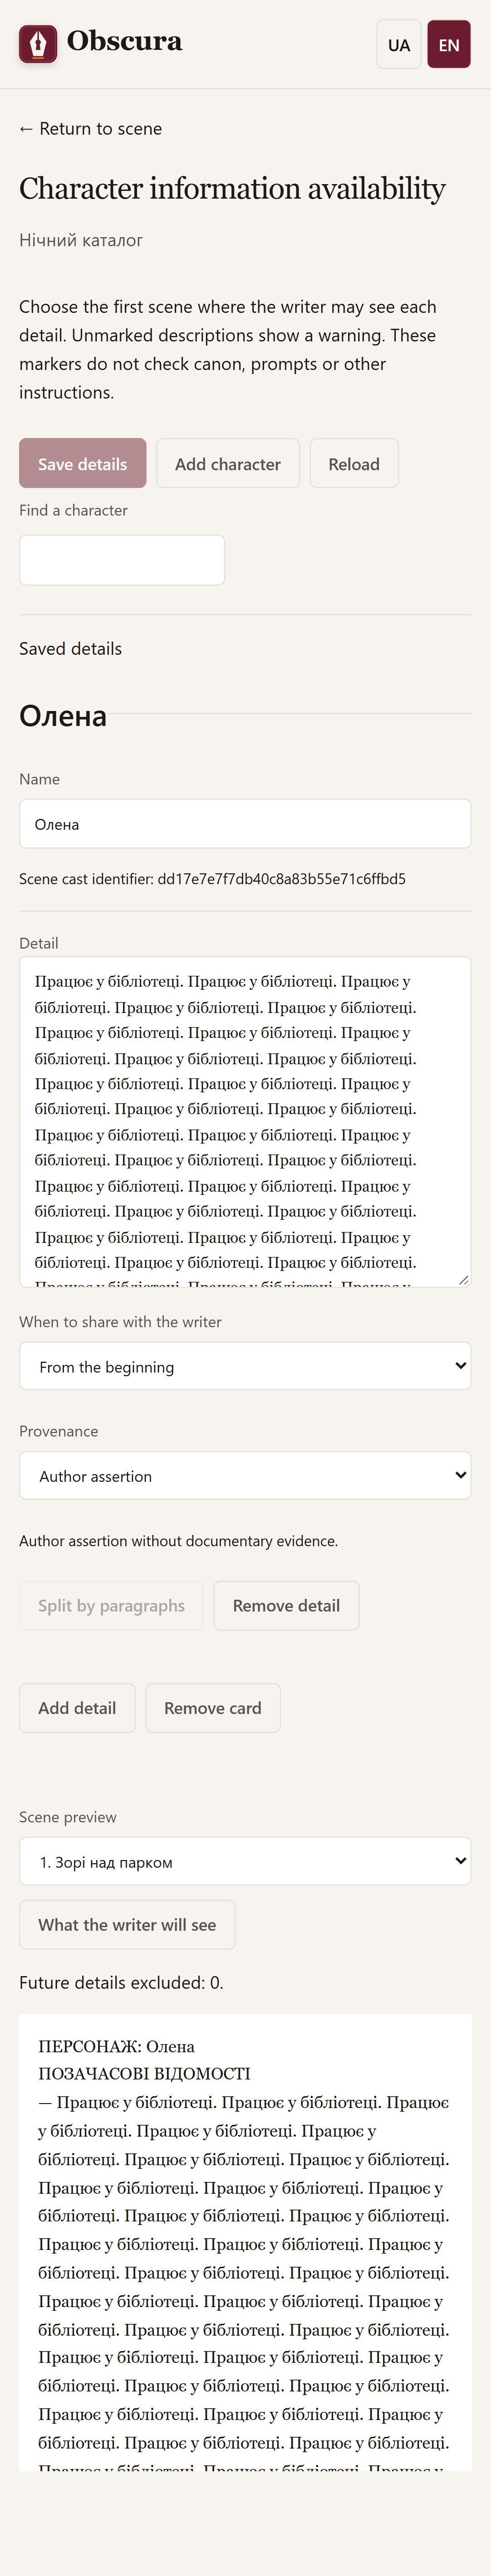 Obscura
UA EN
← Return to scene
Character information availability
Нічний каталог
Choose the first scene where the writer may see each
detail. Unmarked descriptions show a warning. These
markers do not check canon, prompts or other
instructions.
Save details Add character Reload
Find a character
Saved details
Олена
Name
Олена
Scene cast identifier: dd17e7e7f7db40c8a83b55e71c6ffbd5
Detail
Працює у бібліотеці. Працює у бібліотеці. Працює у
бібліотеці. Працює у бібліотеці. Працює у бібліотеці.
Працює у бібліотеці. Працює у бібліотеці. Працює у
бібліотеці. Працює у бібліотеці. Працює у бібліотеці.
Працює у бібліотеці. Працює у бібліотеці. Працює у
бібліотеці. Працює у бібліотеці. Працює у бібліотеці.
Працює у бібліотеці. Працює у бібліотеці. Працює у
бібліотеці. Працює у бібліотеці. Працює у бібліотеці.
Працює у бібліотеці. Працює у бібліотеці. Працює у
бібліотеці. Працює у бібліотеці. Працює у бібліотеці.
Працює у бібліотеці. Працює у бібліотеці. Працює у
бібліотеці. Працює у бібліотеці. Працює у бібліотеці.
Працює у бібліотеці. Працює у бібліотеці. Працює у
When to share with the writer
From the beginning
Provenance
Author assertion
Author assertion without documentary evidence.
Split by paragraphs Remove detail
Add detail Remove card
Scene preview
1. Зорі над парком
What the writer will see
Future details excluded: 0.
ПЕРСОНАЖ: Олена
ПОЗАЧАСОВІ ВІДОМОСТІ
— Працює у бібліотеці. Працює у бібліотеці. Працює
у бібліотеці. Працює у бібліотеці. Працює у
бібліотеці. Працює у бібліотеці. Працює у бібліотеці.
Працює у бібліотеці. Працює у бібліотеці. Працює у
бібліотеці. Працює у бібліотеці. Працює у бібліотеці.
Працює у бібліотеці. Працює у бібліотеці. Працює у
бібліотеці. Працює у бібліотеці. Працює у бібліотеці.
Працює у бібліотеці. Працює у бібліотеці. Працює у
бібліотеці. Працює у бібліотеці. Працює у бібліотеці.
Працює у бібліотеці. Працює у бібліотеці. Працює у
бібліотеці. Працює у бібліотеці. Працює у бібліотеці.
Працює у бібліотеці. Працює у бібліотеці. Працює у
бібліотеці. Працює у бібліотеці. Працює у бібліотеці.
Працює у бібліотеці. Працює у бібліотеці. Працює у